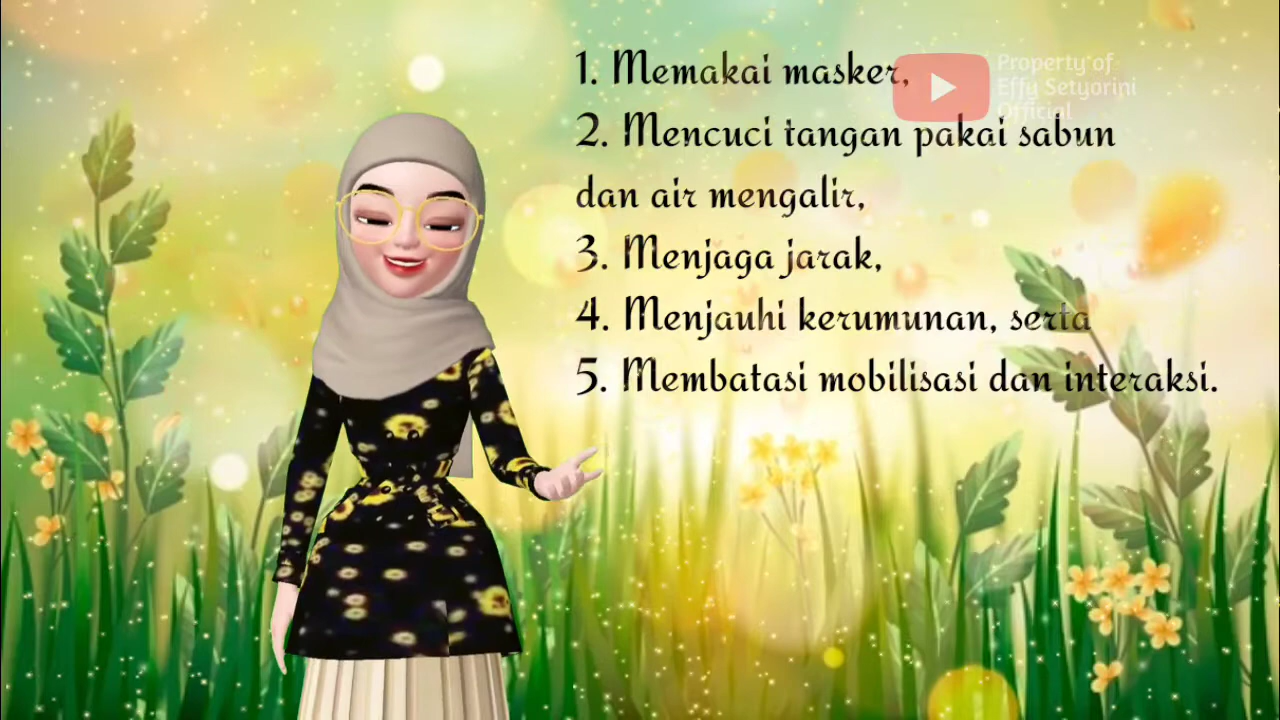 1. Memakai masker,
Property of
Effy Setyorini
Official
2. Mencuci tangan pakai sabun
dan air mengalir,
3. Menjaga jarak,
4. Menjauhi kerumunan, serta
5. Membatasi mobilisasi dan interaksi.